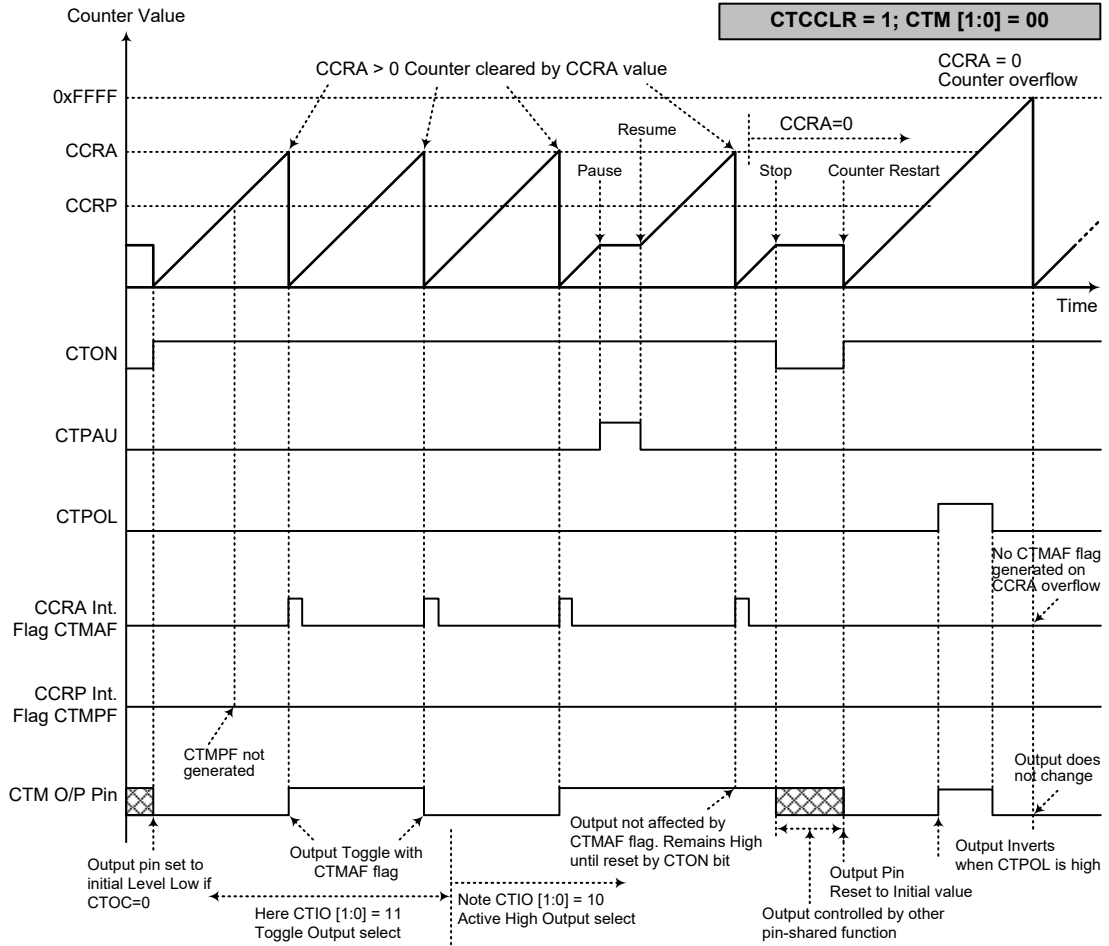 Counter Value
CTCCLR = 1; CTM [1:0] = 00
CCRA > 0 Counter cleared by CCRA value
CCRA = 0
Counter overflow
0xFFFF
CCRA=0
Resume
CCRA
Pause
Stop
Counter Restart
CCRP
Time
CTON
CTPAU
CTPOL
No CTMAF flag
generated on
CCRA overflow
CCRA Int.
Flag CTMAF
CCRP Int.
Flag CTMPF
CTMPF not
generated
Output does
not change
CTM O/P Pin
Output pin set to
initial Level Low if
CTOC=0
Output Toggle with
CTMAF flag
Output not affected by
CTMAF flag. Remains High
until reset by CTON bit
Output Inverts
when CTPOL is high
Output Pin
Reset to Initial value
Here CTIO [1:0] = 11
Toggle Output select
Note CTIO [1:0] = 10
Active High Output select
Output controlled by other
pin-shared function